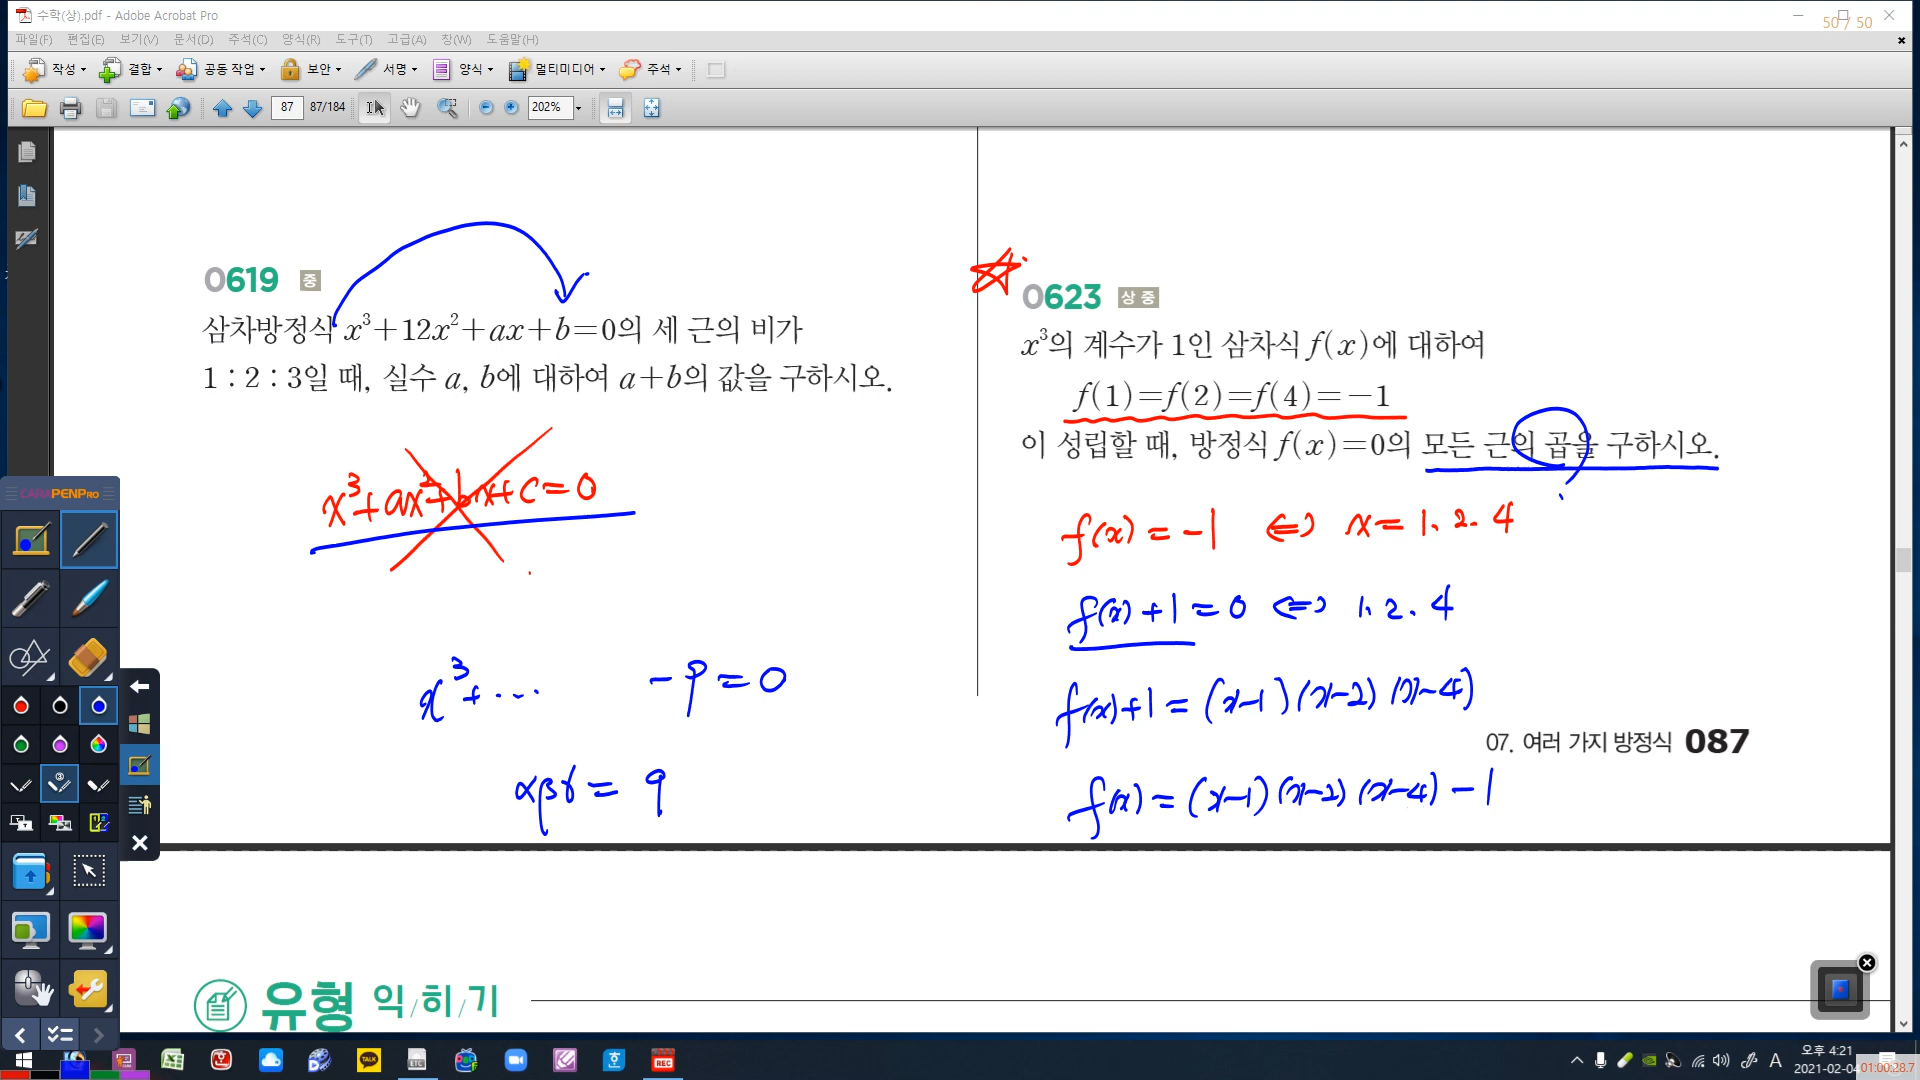 수학(상).pdf - Adobe Acrobat Pro
50 / 50
파일(F) 편집(E) 보기(V) 문서(D) 주석(C) 양식(R) 도구(T) 고급(A) 창(W) 도움말(H)
작성 결합 공동 작업 보안 서명 양식 멀티미디어 주석
87 87/184 202%
0619 중
삼차방정식 x³+12x²+ax+b=0의 세 근의 비가
1 : 2 : 3일 때, 실수 a, b에 대하여 a+b의 값을 구하시오.
x³+ax²+bx+c=0
x³+ ··· -q=0
αβγ = q
0623 상 중
x³의 계수가 1인 삼차식 f(x)에 대하여
f(1)=f(2)=f(4)=-1
이 성립할 때, 방정식 f(x)=0의 모든 근의 곱을 구하시오.
f(x) = -1 ⇔ x = 1. 2. 4
f(x)+1 = 0 ⇔ 1. 2. 4
f(x)+1 = (x-1)(x-2)(x-4)
07. 여러 가지 방정식 087
f(x) = (x-1)(x-2)(x-4) -1
유형 익/히/기
CARAPENPRO
TALK
REC
A
오후 4:21
2021-02-04
01:00:28.7